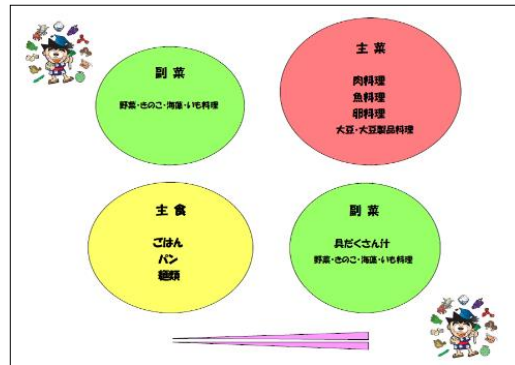 副菜
野菜・きのこ・海藻・いも料理
主菜
肉料理
魚料理
卵料理
大豆・大豆製品料理
主食
ごはん
パン
麺類
副菜
具だくさん汁
野菜・きのこ・海藻・いも料理